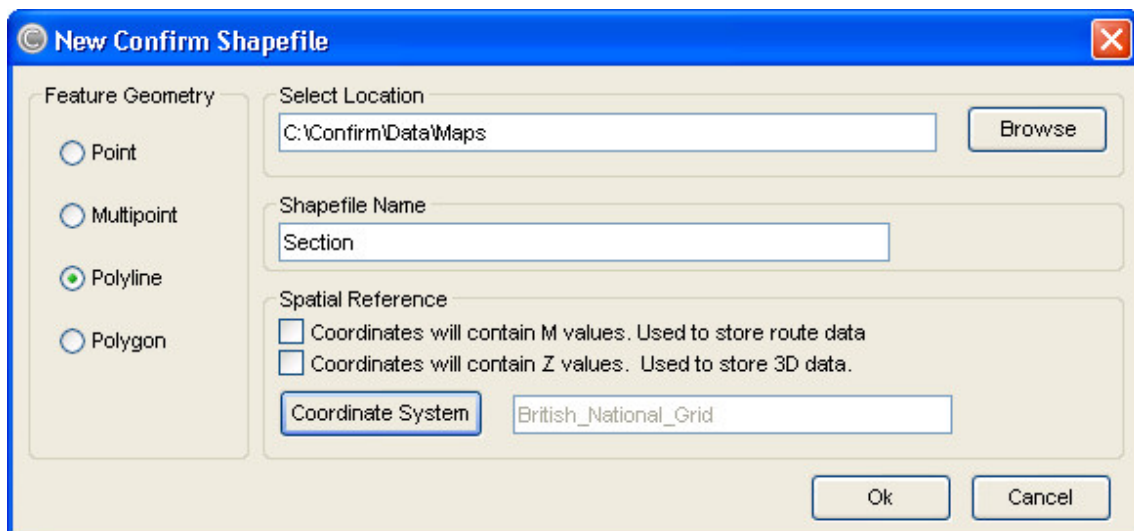 New Confirm Shapefile
Feature Geometry
Point
Multipoint
Polyline
Polygon
Select Location
C:\Confirm\Data\Maps
Browse
Shapefile Name
Section
Spatial Reference
Coordinates will contain M values. Used to store route data
Coordinates will contain Z values.  Used to store 3D data.
Coordinate System
British_National_Grid
Ok
Cancel